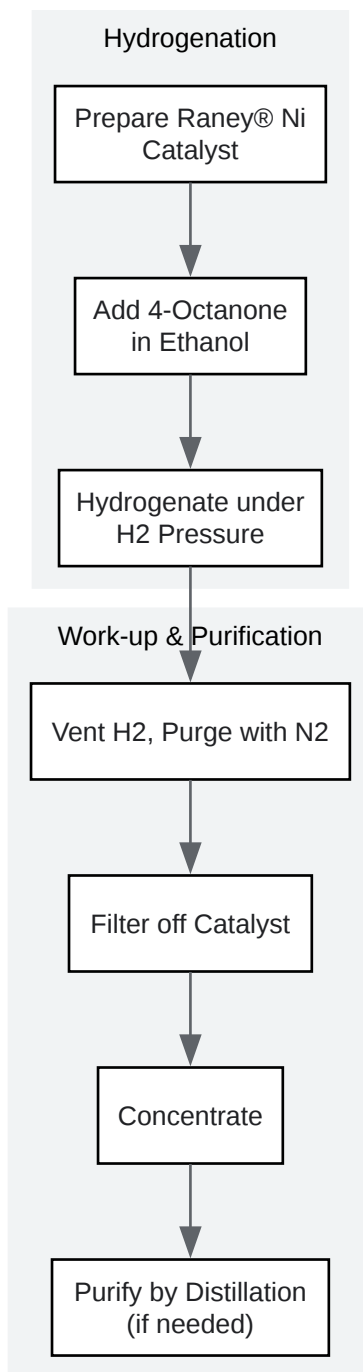 Hydrogenation
Prepare Raney® Ni
Catalyst
Add 4-Octanone
in Ethanol
Hydrogenate under
H2 Pressure
Work-up & Purification
Vent H2, Purge with N2
Filter off Catalyst
Concentrate
Purify by Distillation
(if needed)